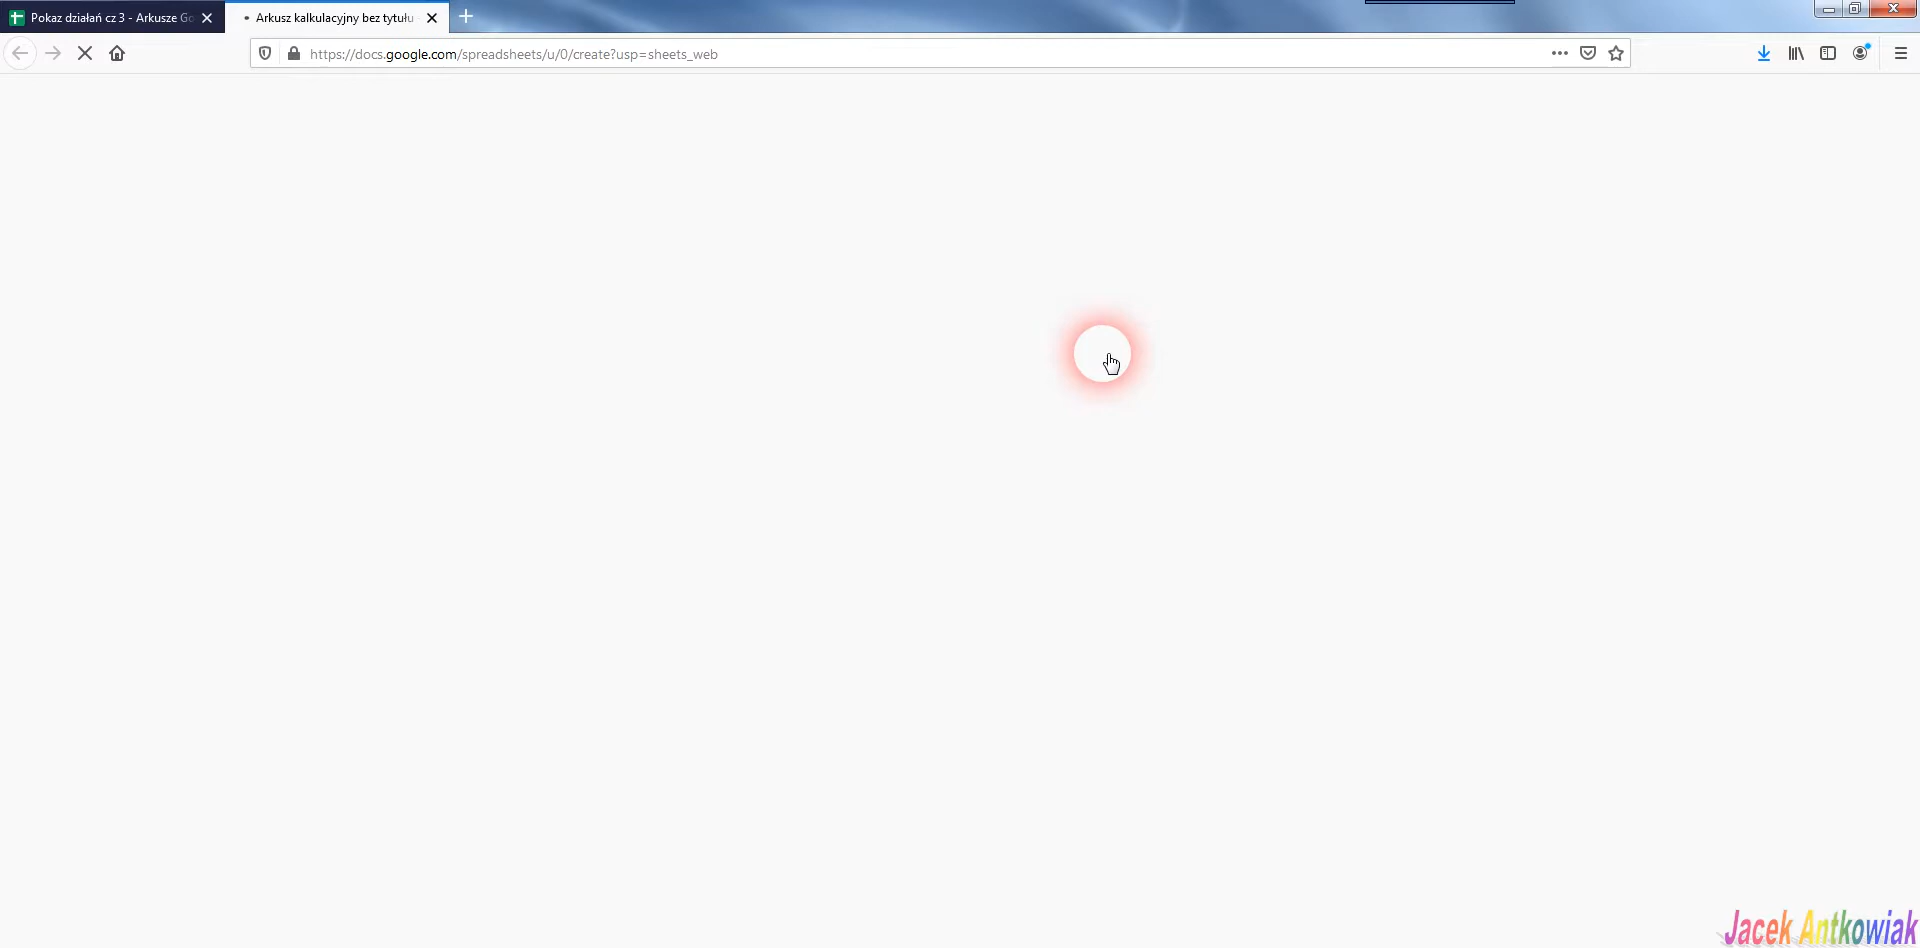 Pokaz działań cz 3 - Arkusze Go
Arkusz kalkulacyjny bez tytułu
https://docs.google.com/spreadsheets/u/0/create?usp=sheets_web
Jacek Antkowiak